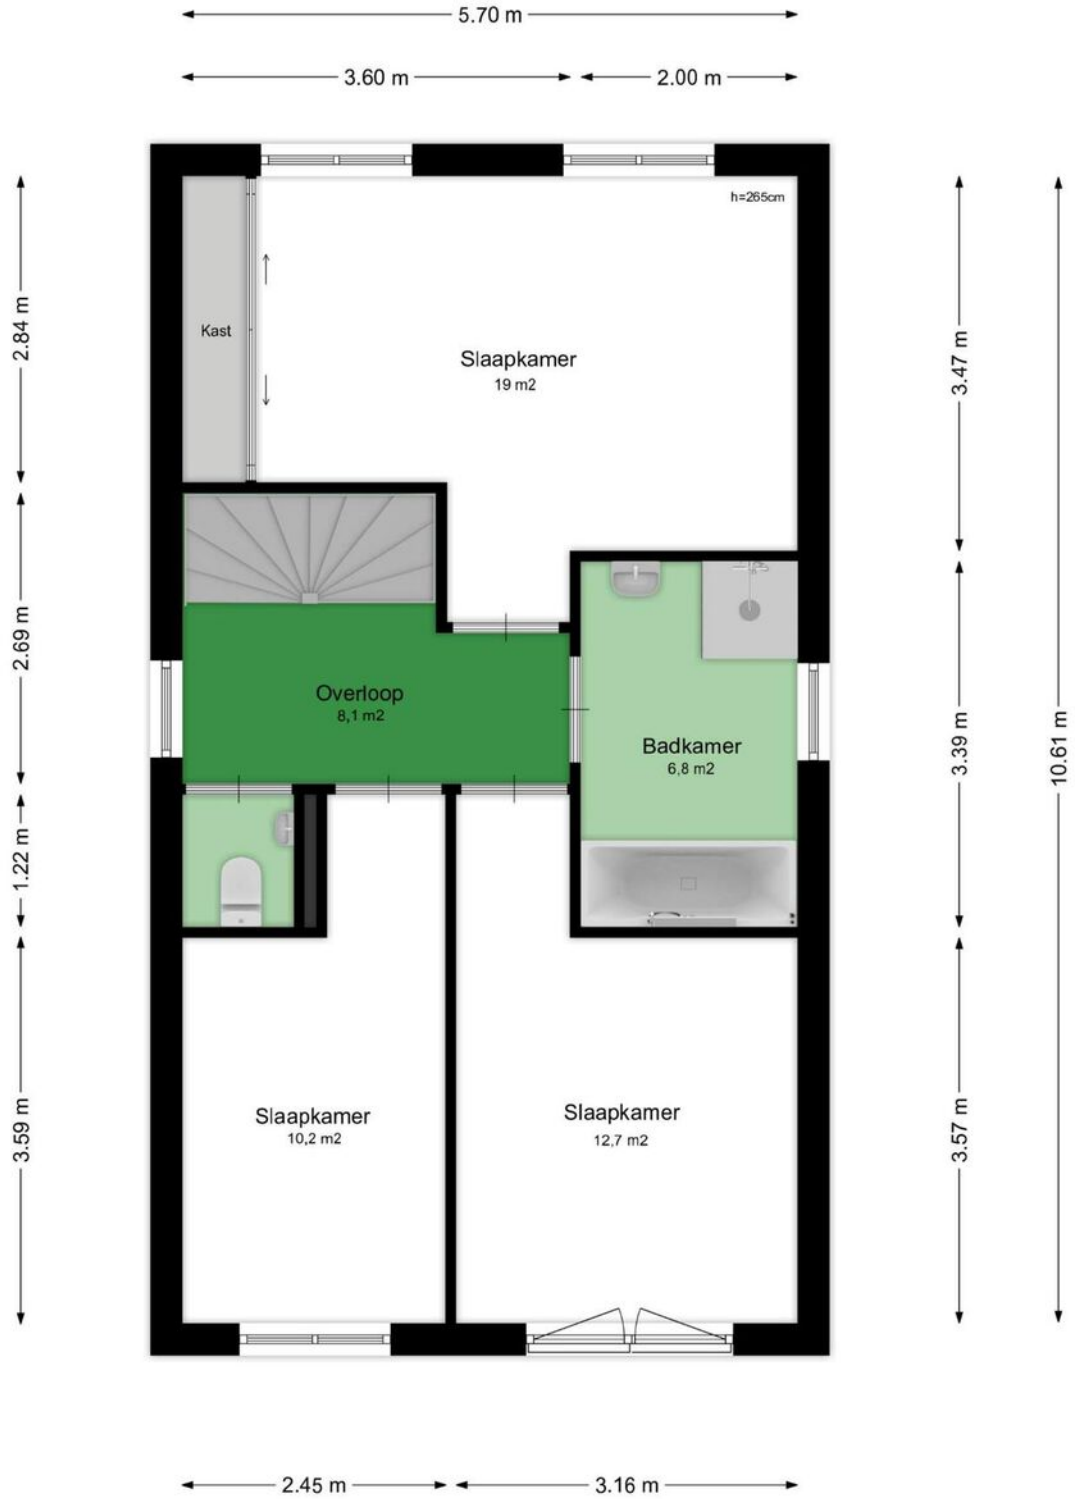 5.70 m
3.60 m
2.00 m
h=265cm
2.84 m
Kast
Slaapkamer
19 m2
3.47 m
2.69 m
Overloop
8,1 m2
Badkamer
6,8 m2
3.39 m
10.61 m
1.22 m
3.59 m
Slaapkamer
10,2 m2
Slaapkamer
12,7 m2
3.57 m
2.45 m
3.16 m